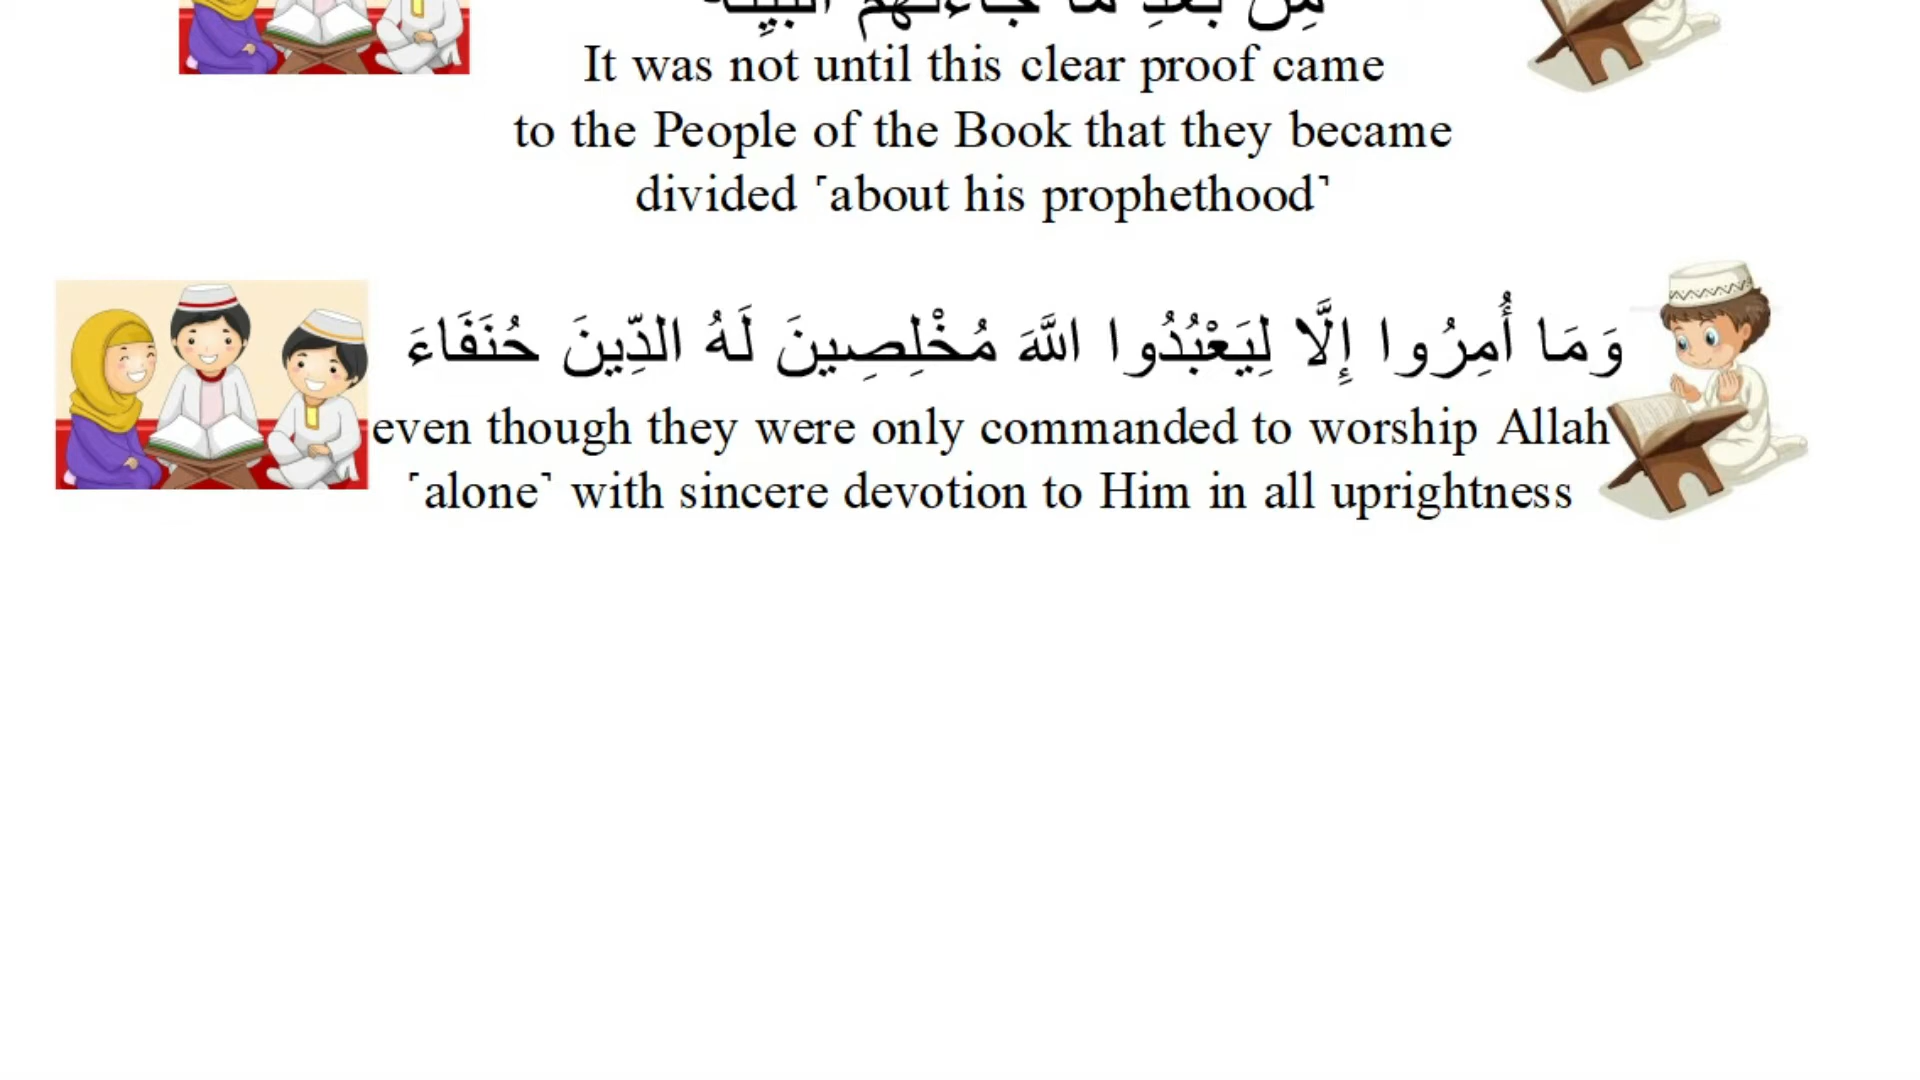 مِن بَعْدِ مَا جَاءَتْهُمُ الْبَيِّنَةُ
It was not until this clear proof came
to the People of the Book that they became
divided ˹about his prophethood˺
وَمَا أُمِرُوا إِلَّا لِيَعْبُدُوا اللَّهَ مُخْلِصِينَ لَهُ الدِّينَ حُنَفَاءَ
even though they were only commanded to worship Allah
˹alone˺ with sincere devotion to Him in all uprightness